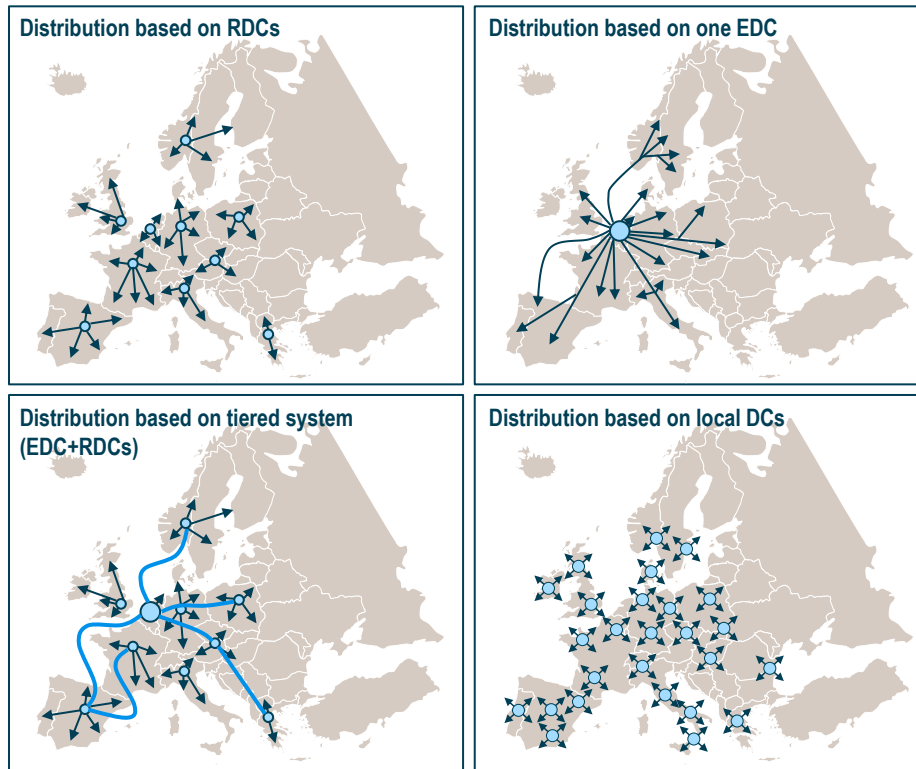 Distribution based on RDCs
Distribution based on one EDC
Distribution based on tiered system
(EDC+RDCs)
Distribution based on local DCs